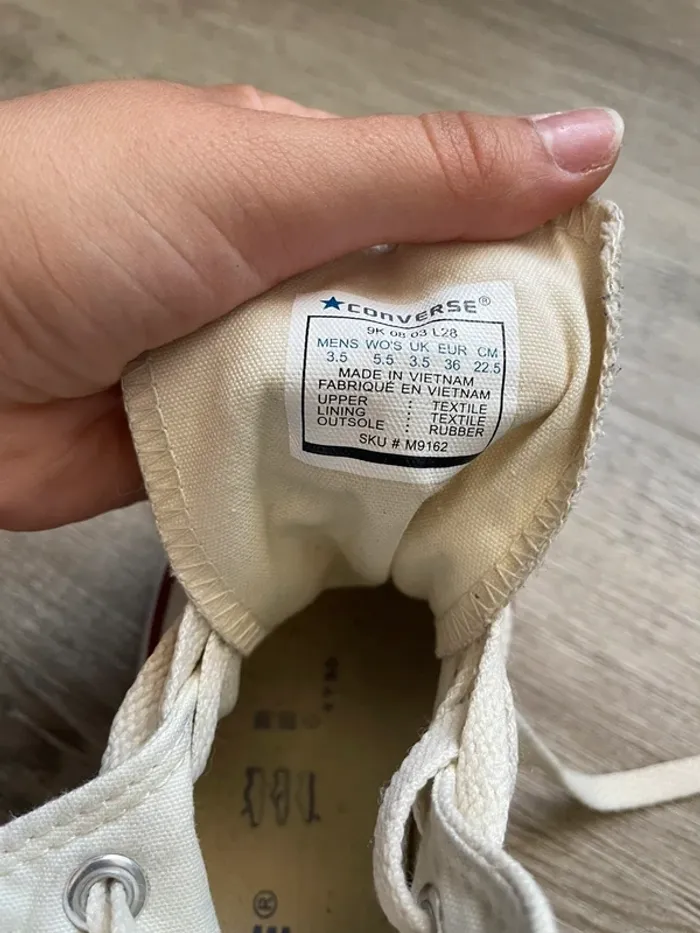 ★CONVERSE®
9K 08 03 L28
MENS WO'S UK EUR CM
3.5 5.5 3.5 36 22.5
MADE IN VIETNAM
FABRIQUÉ EN VIETNAM
UPPER : TEXTILE
LINING : TEXTILE
OUTSOLE : RUBBER
SKU # M9162
®